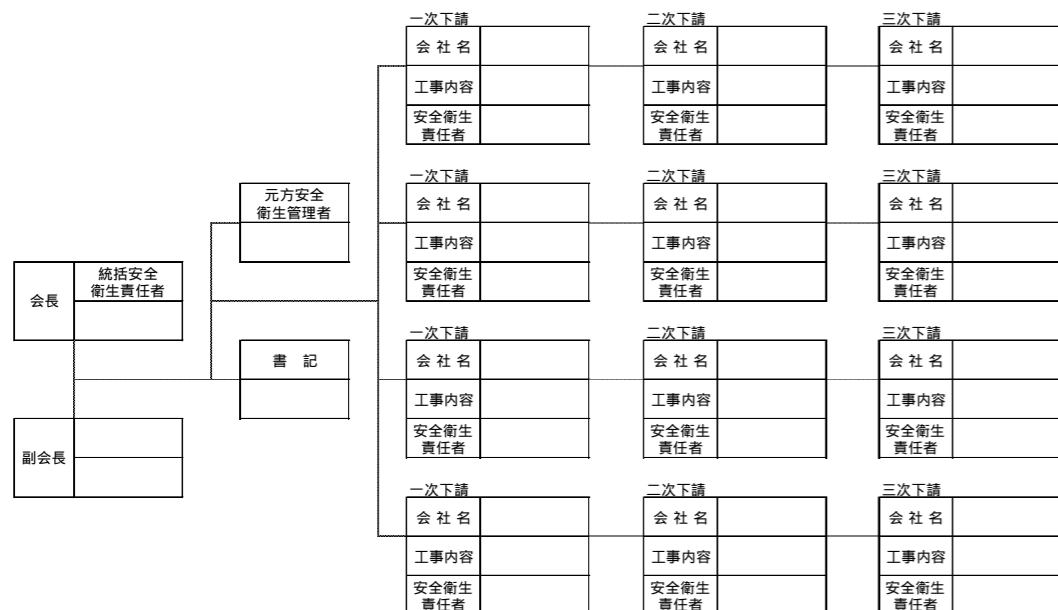 一次下請
二次下請
三次下請
会 社 名
会 社 名
会 社 名
工事内容
工事内容
工事内容
安全衛生
責任者
安全衛生
責任者
安全衛生
責任者
元方安全
衛生管理者
一次下請
二次下請
三次下請
会 社 名
会 社 名
会 社 名
工事内容
工事内容
工事内容
安全衛生
責任者
安全衛生
責任者
安全衛生
責任者
会長
統括安全
衛生責任者
書　記
一次下請
二次下請
三次下請
会 社 名
会 社 名
会 社 名
工事内容
工事内容
工事内容
安全衛生
責任者
安全衛生
責任者
安全衛生
責任者
副会長
一次下請
二次下請
三次下請
会 社 名
会 社 名
会 社 名
工事内容
工事内容
工事内容
安全衛生
責任者
安全衛生
責任者
安全衛生
責任者